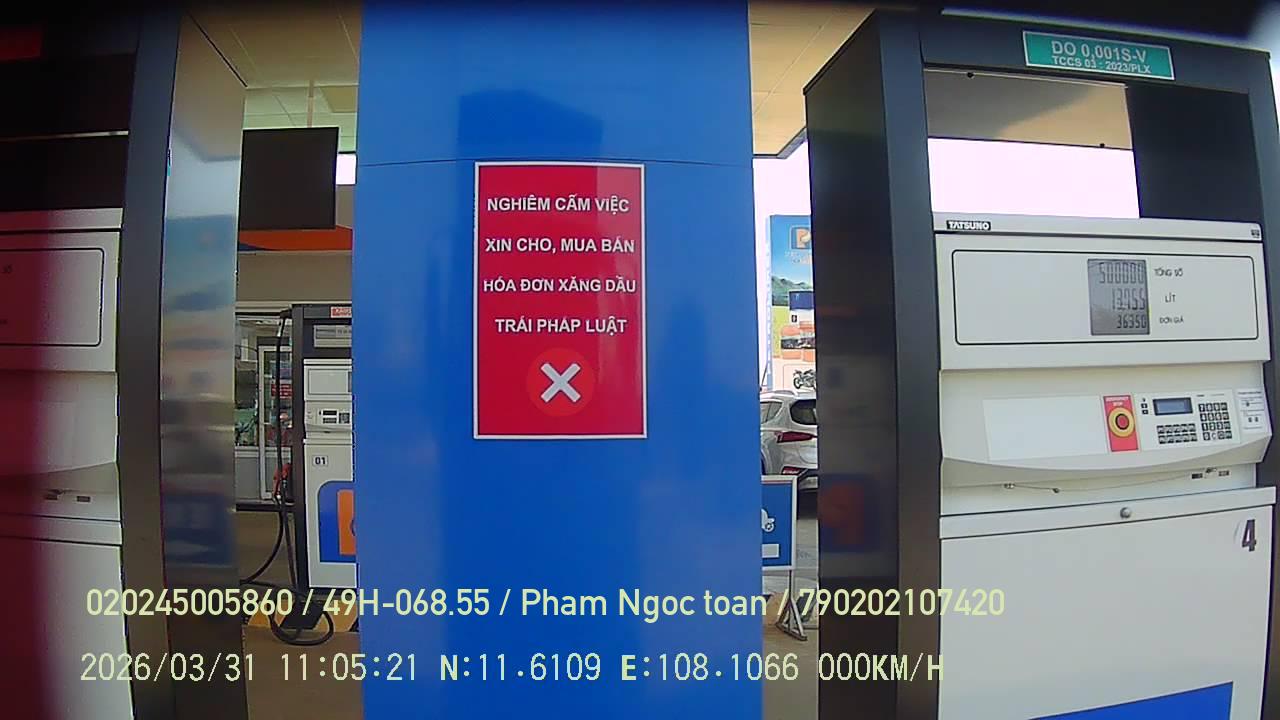 DO 0,001S-V
TCCS 03 : 2023/PLX
NGHIÊM CẤM VIỆC
XIN CHO, MUA BÁN
HÓA ĐƠN XĂNG DẦU
TRÁI PHÁP LUẬT
TATSUNO
500000 TỔNG SỐ
13.755 LÍT
36350 ĐƠN GIÁ
01
4
020245005860 / 49H-068.55 / Pham Ngoc toan / 790202107420
2026/03/31 11:05:21 N:11.6109 E:108.1066 000KM/H